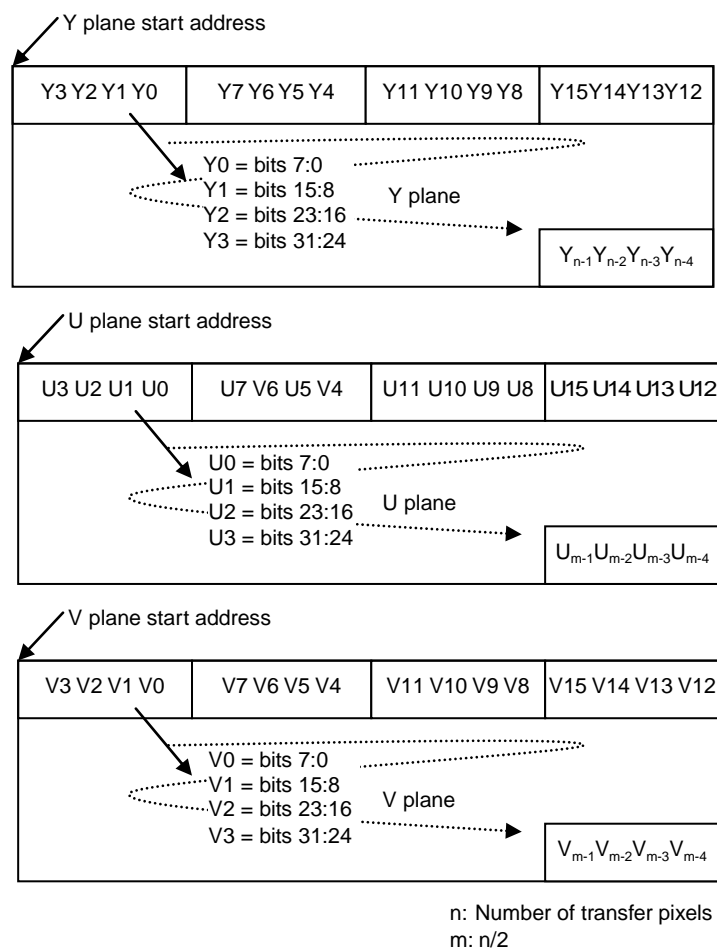 Y plane start address
Y3 Y2 Y1 Y0 Y7 Y6 Y5 Y4 Y11 Y10 Y9 Y8 Y15Y14Y13Y12
Y0 = bits 7:0
Y1 = bits 15:8
Y2 = bits 23:16
Y3 = bits 31:24
Y plane
Yn-1Yn-2Yn-3Yn-4
U plane start address
U3 U2 U1 U0 U7 V6 U5 V4 U11 U10 U9 U8 U15 U14 U13 U12
U0 = bits 7:0
U1 = bits 15:8
U2 = bits 23:16
U3 = bits 31:24
U plane
Um-1Um-2Um-3Um-4
V plane start address
V3 V2 V1 V0 V7 V6 V5 V4 V11 V10 V9 V8 V15 V14 V13 V12
V0 = bits 7:0
V1 = bits 15:8
V2 = bits 23:16
V3 = bits 31:24
V plane
Vm-1Vm-2Vm-3Vm-4
n: Number of transfer pixels
m: n/2